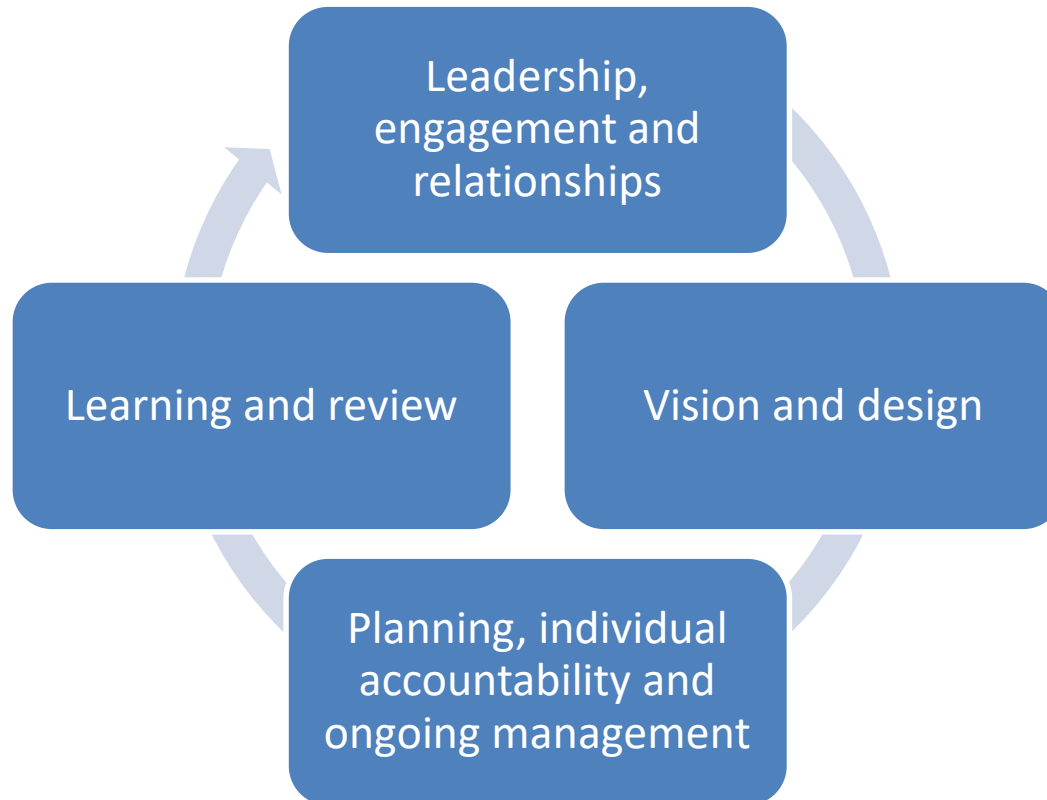 Leadership,
engagement and
relationships
Learning and review
Vision and design
Planning, individual
accountability and
ongoing management